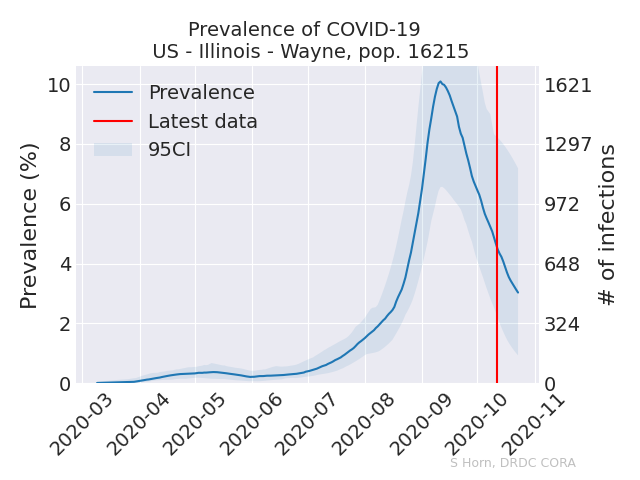 Prevalence of COVID-19
US - Illinois - Wayne, pop. 16215
Prevalence
Latest data
95CI
Prevalence (%)
10
8
6
4
2
0
1621
1297
972
648
324
0
# of infections
2020-03
2020-04
2020-05
2020-06
2020-07
2020-08
2020-09
2020-10
2020-11
S Horn, DRDC CORA